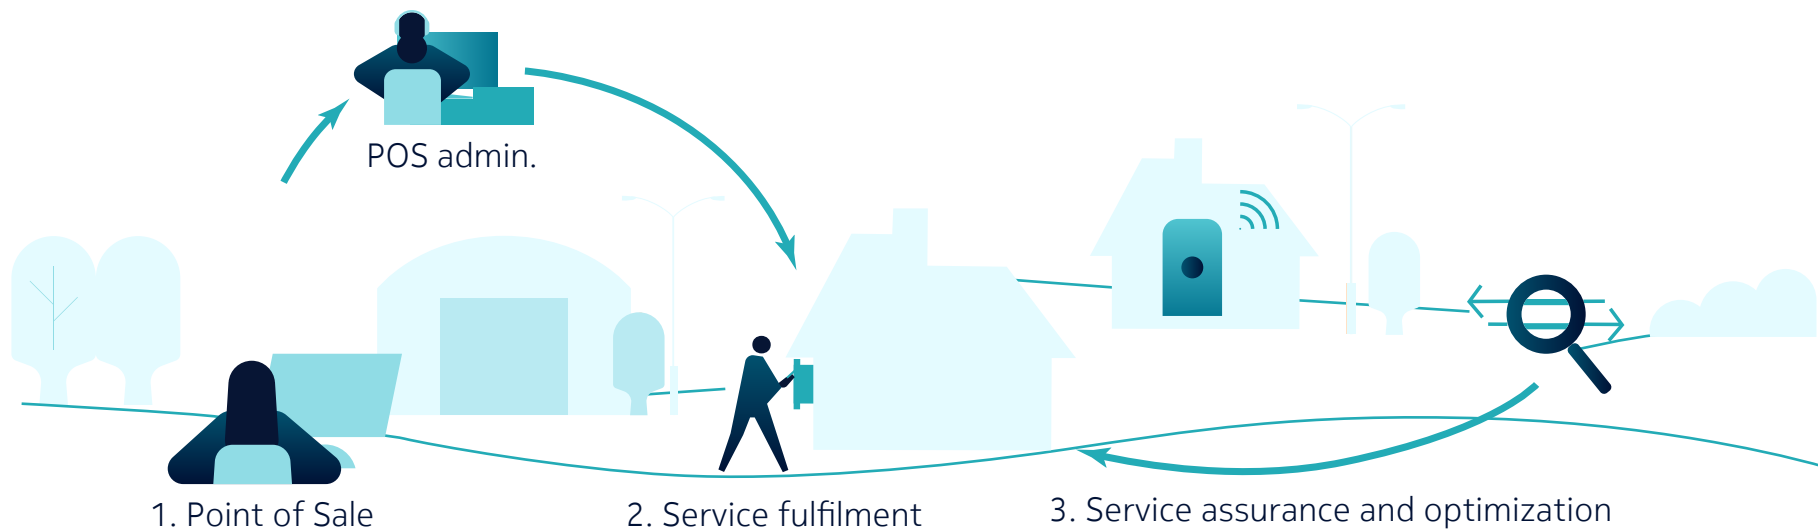 POS admin.
1. Point of Sale
2. Service fulfilment
3. Service assurance and optimization